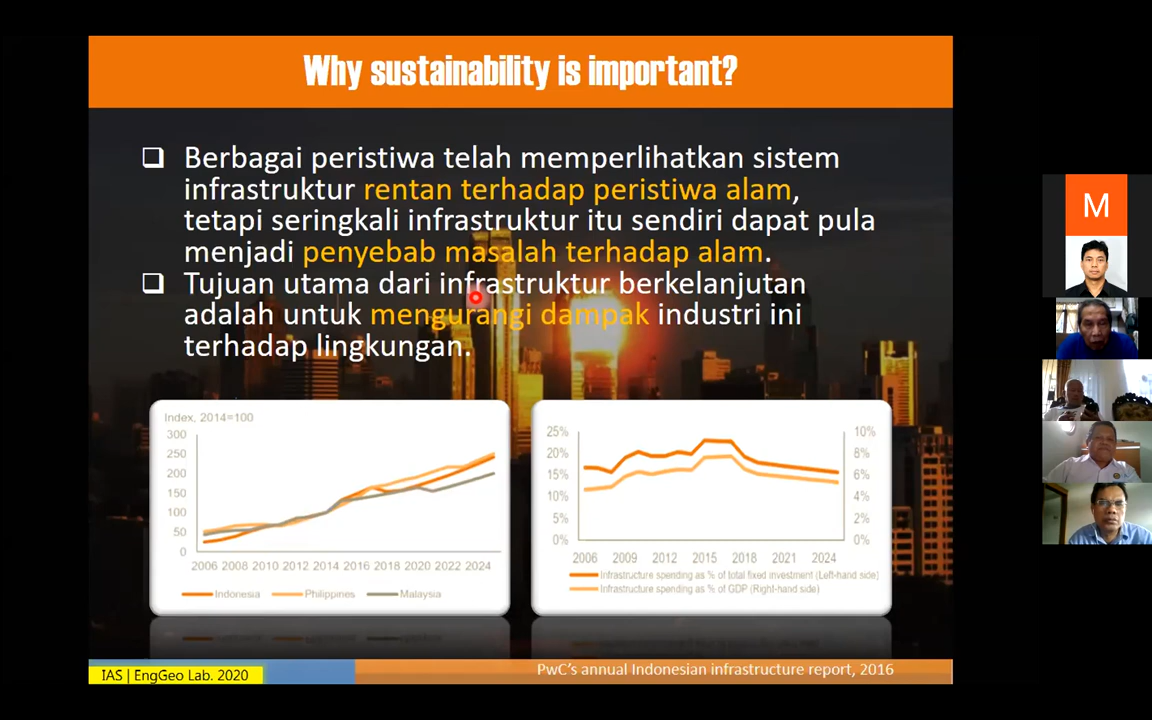 Why sustainability is important?
Berbagai peristiwa telah memperlihatkan sistem
infrastruktur rentan terhadap peristiwa alam,
tetapi seringkali infrastruktur itu sendiri dapat pula
menjadi penyebab masalah terhadap alam.
Tujuan utama dari infrastruktur berkelanjutan
adalah untuk mengurangi dampak industri ini
terhadap lingkungan.
Index, 2014=100
300
250
200
150
100
50
0
2006 2008 2010 2012 2014 2016 2018 2020 2022 2024
Indonesia Philippines Malaysia
25% 10%
20% 8%
15% 6%
10% 4%
5% 2%
0% 0%
2006 2009 2012 2015 2018 2021 2024
Infrastructure spending as % of total fixed investment (Left-hand side)
Infrastructure spending as % of GDP (Right-hand side)
IAS | EngGeo Lab. 2020
PwC's annual Indonesian infrastructure report, 2016
M